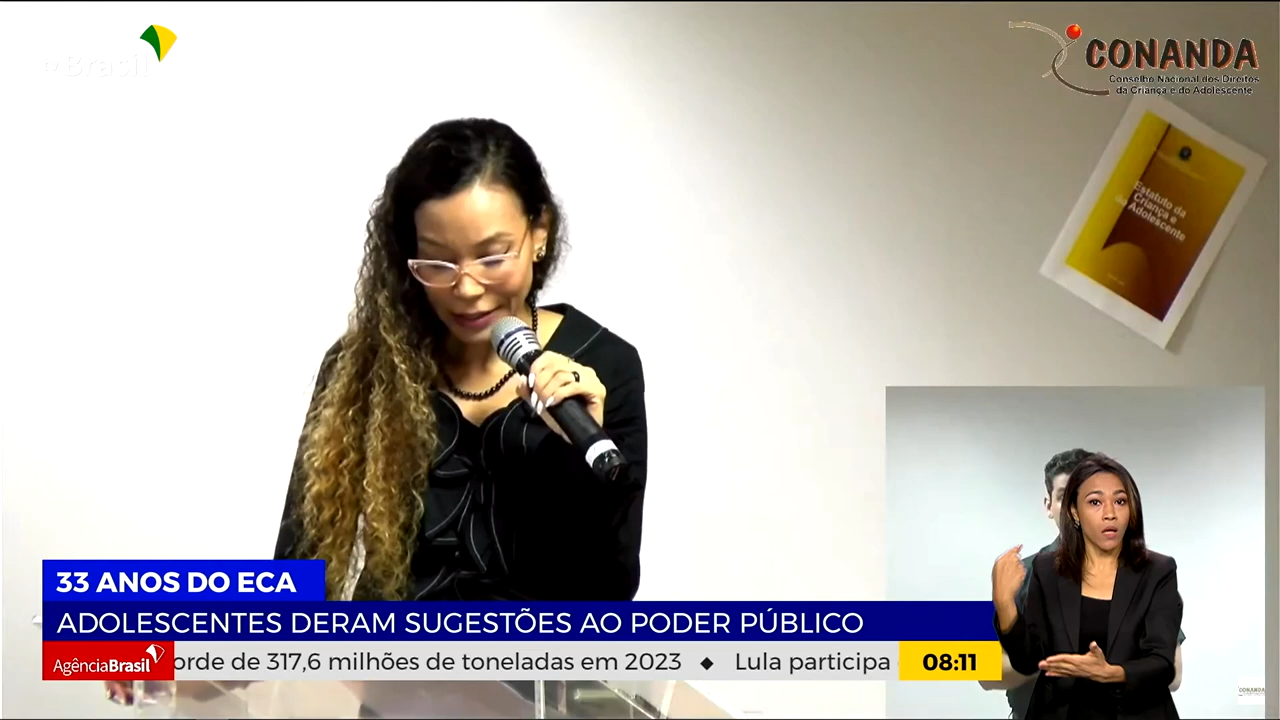 tvBrasil
CONANDA
Conselho Nacional dos Direitos
da Criança e do Adolescente
Estatuto da
Criança e
do Adolescente
33 ANOS DO ECA
ADOLESCENTES DERAM SUGESTÕES AO PODER PÚBLICO
AgênciaBrasil orde de 317,6 milhões de toneladas em 2023 ◆ Lula participa 08:11
CONANDA